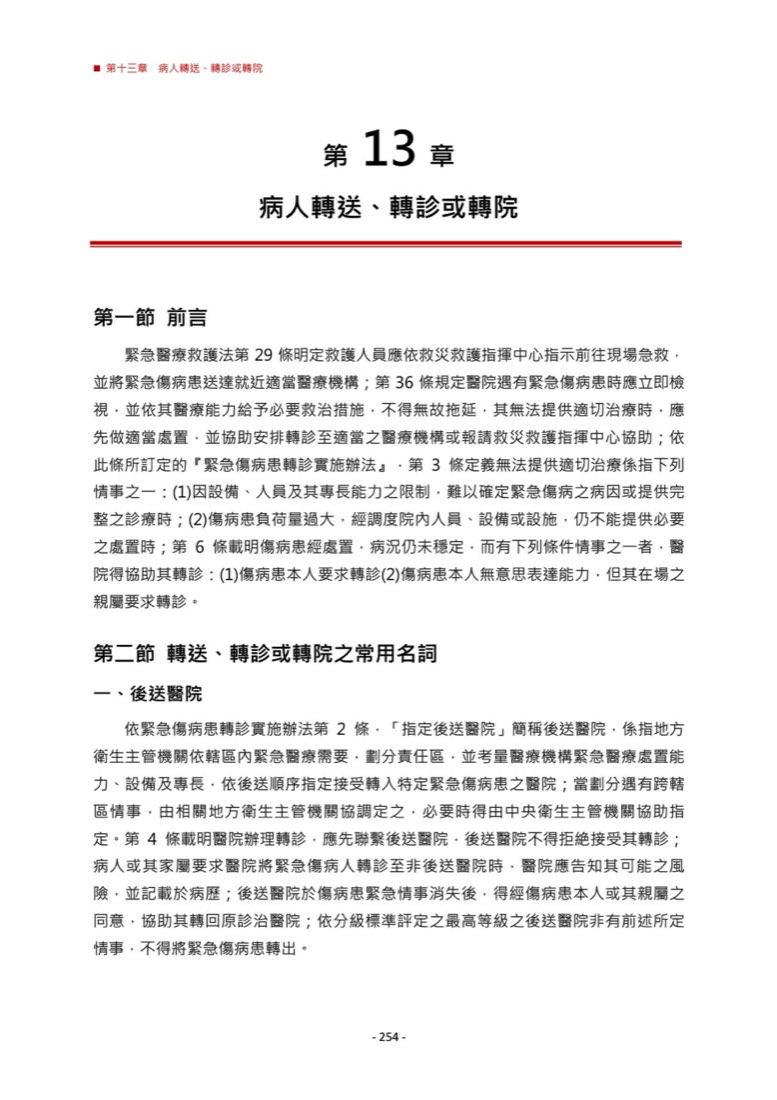 ■ 第十三章 病人轉送、轉診或轉院
第 13 章
病人轉送、轉診或轉院
第一節 前言
緊急醫療救護法第 29 條明定救護人員應依救災救護指揮中心指示前往現場急救，
並將緊急傷病患送達就近適當醫療機構；第 36 條規定醫院遇有緊急傷病患時應立即檢
視，並依其醫療能力給予必要救治措施，不得無故拖延，其無法提供適切治療時，應
先做適當處置，並協助安排轉診至適當之醫療機構或報請救災救護指揮中心協助；依
此條所訂定的『緊急傷病患轉診實施辦法』，第 3 條定義無法提供適切治療係指下列
情事之一：(1)因設備、人員及其專長能力之限制，難以確定緊急傷病之病因或提供完
整之診療時；(2)傷病患負荷量過大，經調度院內人員、設備或設施，仍不能提供必要
之處置時；第 6 條載明傷病患經處置，病況仍未穩定，而有下列條件情事之一者，醫
院得協助其轉診：(1)傷病患本人要求轉診(2)傷病患本人無意思表達能力，但其在場之
親屬要求轉診。
第二節 轉送、轉診或轉院之常用名詞
一、後送醫院
依緊急傷病患轉診實施辦法第 2 條，「指定後送醫院」簡稱後送醫院，係指地方
衛生主管機關依轄區內緊急醫療需要，劃分責任區，並考量醫療機構緊急醫療處置能
力、設備及專長，依後送順序指定接受轉入特定緊急傷病患之醫院；當劃分遇有跨轄
區情事，由相關地方衛生主管機關協調定之，必要時得由中央衛生主管機關協助指
定。第 4 條載明醫院辦理轉診，應先聯繫後送醫院，後送醫院不得拒絕接受其轉診；
病人或其家屬要求醫院將緊急傷病人轉診至非後送醫院時，醫院應告知其可能之風
險，並記載於病歷；後送醫院於傷病患緊急情事消失後，得經傷病患本人或其親屬之
同意，協助其轉回原診治醫院；依分級標準評定之最高等級之後送醫院非有前述所定
情事，不得將緊急傷病患轉出。
- 254 -